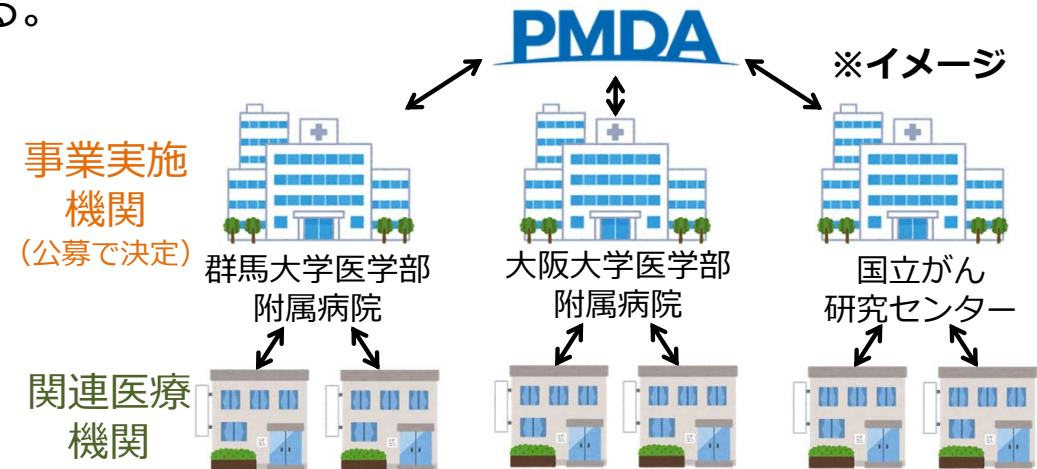 る。
PMDA
※イメージ
事業実施
機関
（公募で決定）
群馬大学医学部
附属病院
大阪大学医学部
附属病院
国立がん
研究センター
関連医療
機関